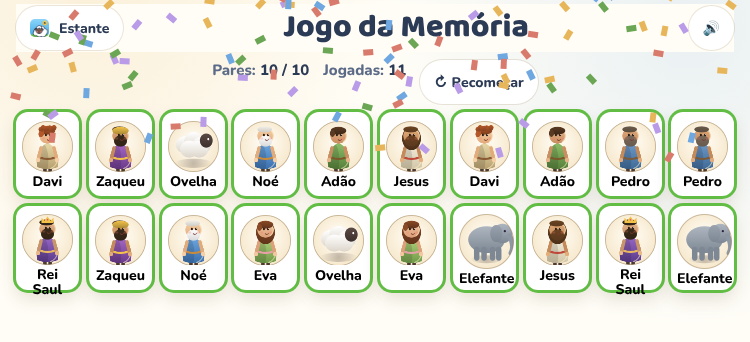 Estante
Jogo da Memória
Pares: 10 / 10 Jogadas: 11
Recomeçar
Davi
Zaqueu
Ovelha
Noé
Adão
Jesus
Davi
Adão
Pedro
Pedro
Rei
Saul
Zaqueu
Noé
Eva
Ovelha
Eva
Elefante
Jesus
Rei
Saul
Elefante